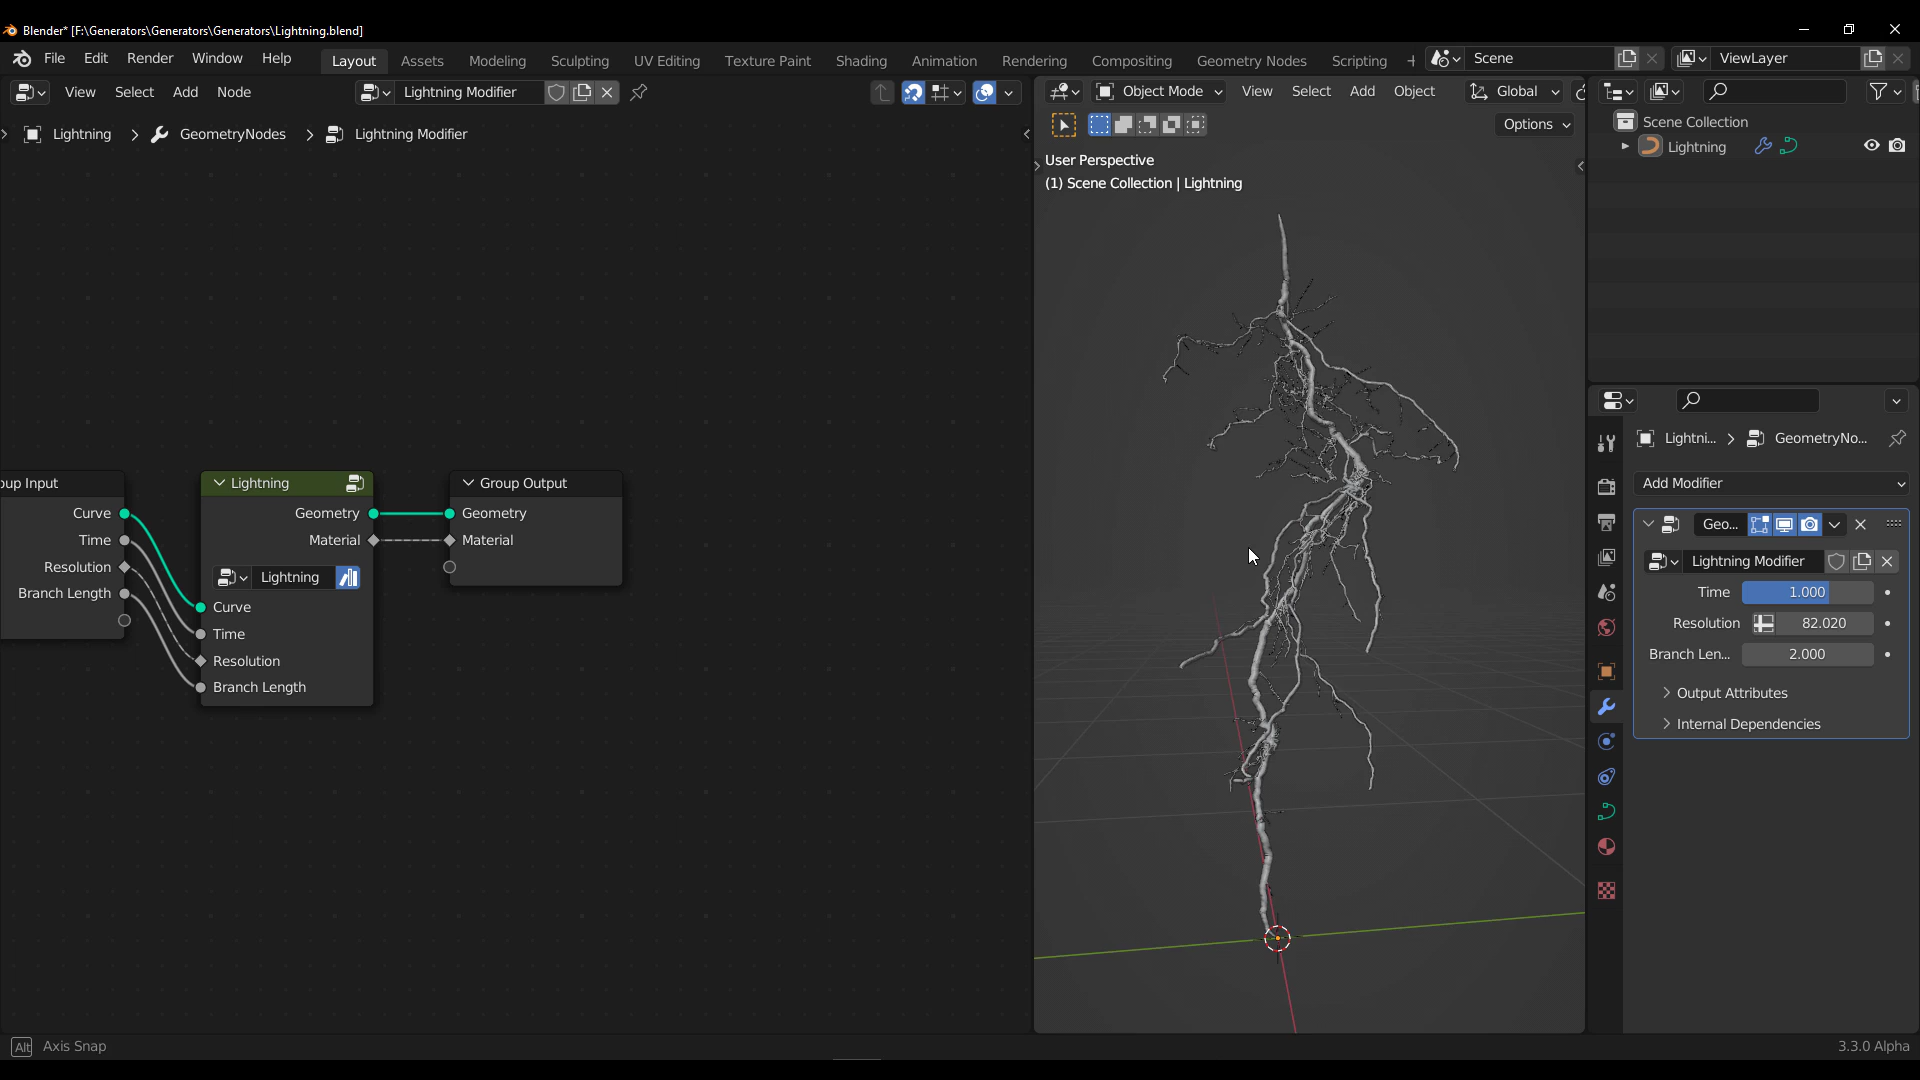 Blender* [F:\Generators\Generators\Generators\Lightning.blend]
File Edit Render Window Help Layout Assets Modeling Sculpting UV Editing Texture Paint Shading Animation Rendering Compositing Geometry Nodes Scripting + Scene ViewLayer
View Select Add Node Lightning Modifier
Lightning > GeometryNodes > Lightning Modifier
oup Input
Curve
Time
Resolution
Branch Length
Lightning
Geometry
Material
Lightning
Curve
Time
Resolution
Branch Length
Group Output
Geometry
Material
Object Mode View Select Add Object Global
Options
User Perspective
(1) Scene Collection | Lightning
Scene Collection
Lightning
Lightni... > GeometryNo...
Add Modifier
Geo...
Lightning Modifier
Time 1.000
Resolution 82.020
Branch Len... 2.000
> Output Attributes
> Internal Dependencies
Alt Axis Snap
3.3.0 Alpha